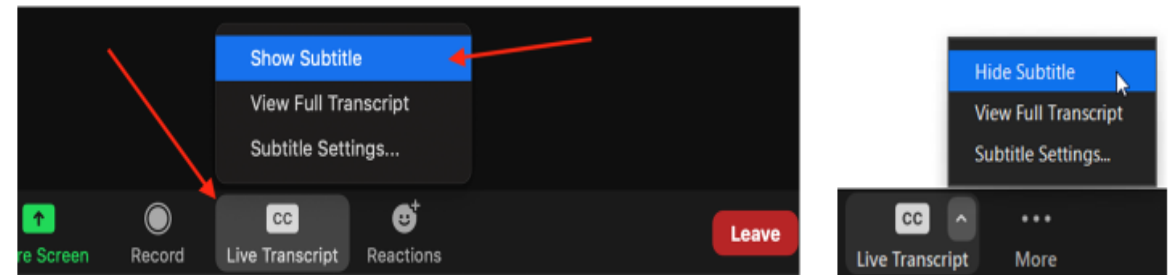 Show Subtitle
View Full Transcript
Subtitle Settings...
CC
re Screen
Record
Live Transcript
Reactions
Leave
Hide Subtitle
View Full Transcript
Subtitle Settings...
CC
Live Transcript
More